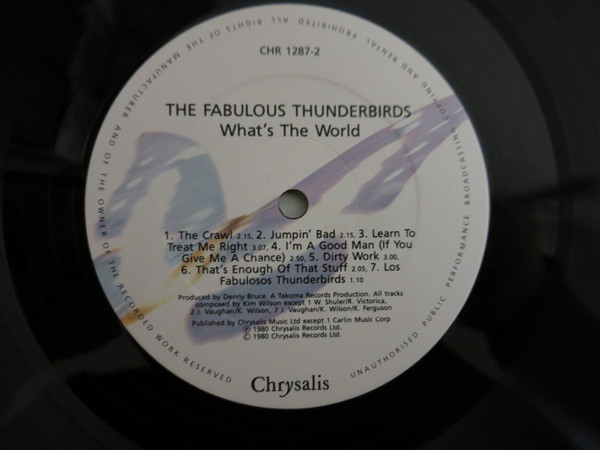 CHR 1287-2
THE FABULOUS THUNDERBIRDS
What's The World
1. The Crawl 2.15, 2. Jumpin' Bad 2.15, 3. Learn To
Treat Me Right 3.07, 4. I'm A Good Man (If You
Give Me A Chance) 2.50, 5. Dirty Work 3.00,
6. That's Enough Of That Stuff 2.05, 7. Los
Fabulosos Thunderbirds 1.10
Produced by Denny Bruce. A Takoma Records Production. All tracks
composed by Kim Wilson except 1 W. Shuler/R. Victorica,
2 J. Vaughan/K. Wilson, 7 J. Vaughan/K. Wilson/K. Ferguson
Published by Chrysalis Music Ltd except 1 Carlin Music Corp
℗ 1980 Chrysalis Records Ltd.
© 1980 Chrysalis Records Ltd.
Chrysalis
ALL RIGHTS OF THE MANUFACTURER AND OF THE OWNER OF THE RECORDED WORK RESERVED
UNAUTHORISED PUBLIC PERFORMANCE BROADCASTING COPYING AND RENTAL PROHIBITED